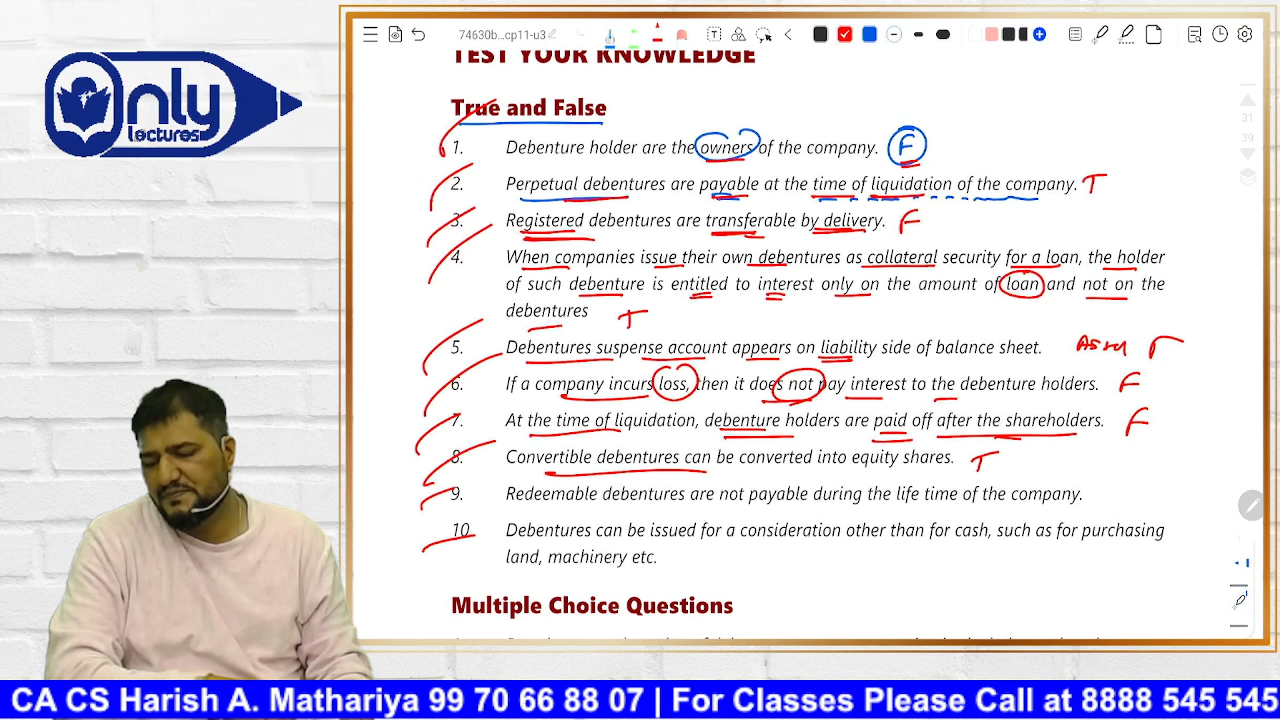 74630b...cp11-u3
TEST YOUR KNOWLEDGE
Only
lectures
True and False
1. Debenture holder are the owners of the company. F
2. Perpetual debentures are payable at the time of liquidation of the company. T
3. Registered debentures are transferable by delivery. F
4. When companies issue their own debentures as collateral security for a loan, the holder
of such debenture is entitled to interest only on the amount of loan and not on the
debentures T
5. Debentures suspense account appears on liability side of balance sheet.
6. If a company incurs loss, then it does not pay interest to the debenture holders. F
7. At the time of liquidation, debenture holders are paid off after the shareholders. F
8. Convertible debentures can be converted into equity shares. T
9. Redeemable debentures are not payable during the life time of the company.
10. Debentures can be issued for a consideration other than for cash, such as for purchasing
land, machinery etc.
Multiple Choice Questions
31
39
CA CS Harish A. Mathariya 99 70 66 88 07 | For Classes Please Call at 8888 545 545